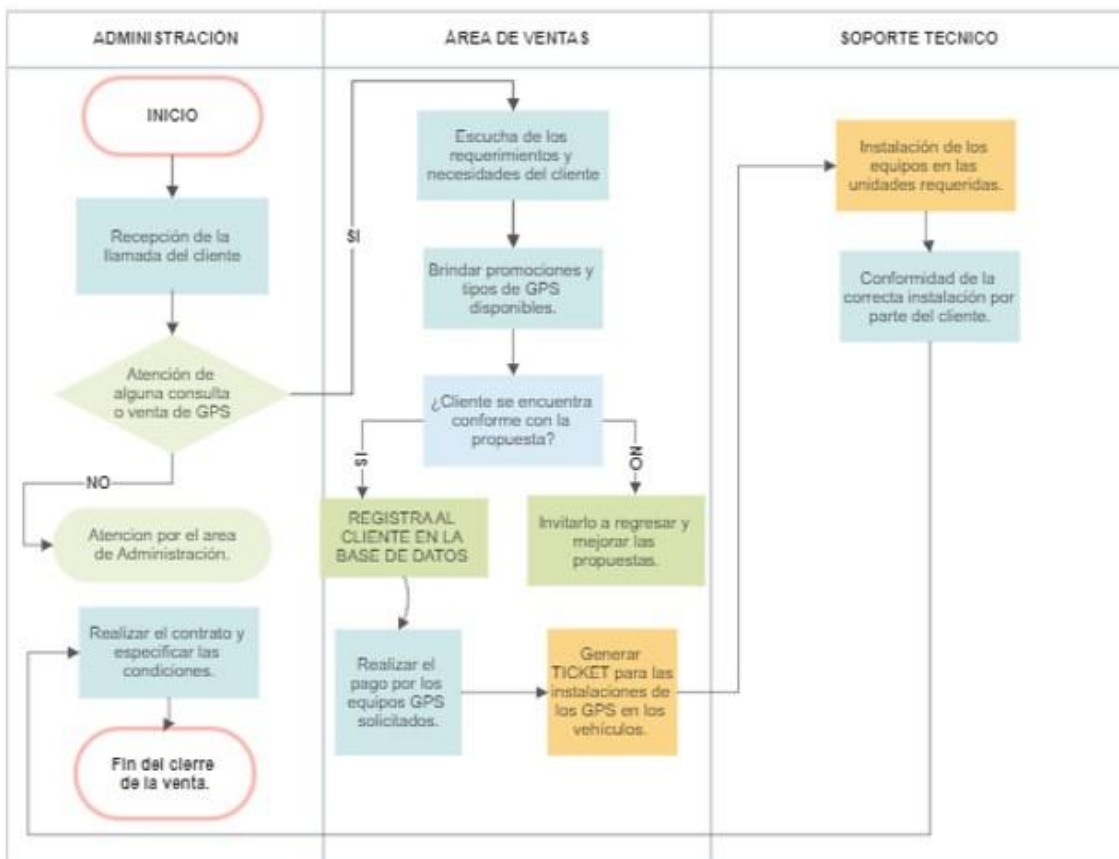 ADMINISTRACIÓN
ÁREA DE VENTAS
SOPORTE TECNICO
INICIO
Recepción de la
llamada del cliente
Atención de
alguna consulta
o venta de GPS
SI
NO
Atencion por el area
de Administración.
Realizar el contrato y
especificar las
condiciones.
Fin del cierre
de la venta.
Escucha de los
requerimientos y
necesidades del cliente
Brindar promociones y
tipos de GPS
disponibles.
¿Cliente se encuentra
conforme con la
propuesta?
SI
NO
REGISTRA AL
CLIENTE EN LA
BASE DE DATOS
Invitarlo a regresar y
mejorar las
propuestas.
Realizar el
pago por los
equipos GPS
solicitados.
Generar
TICKET para las
instalaciones de
los GPS en los
vehículos.
Instalación de los
equipos en las
unidades requeridas.
Conformidad de la
correcta instalación por
parte del cliente.